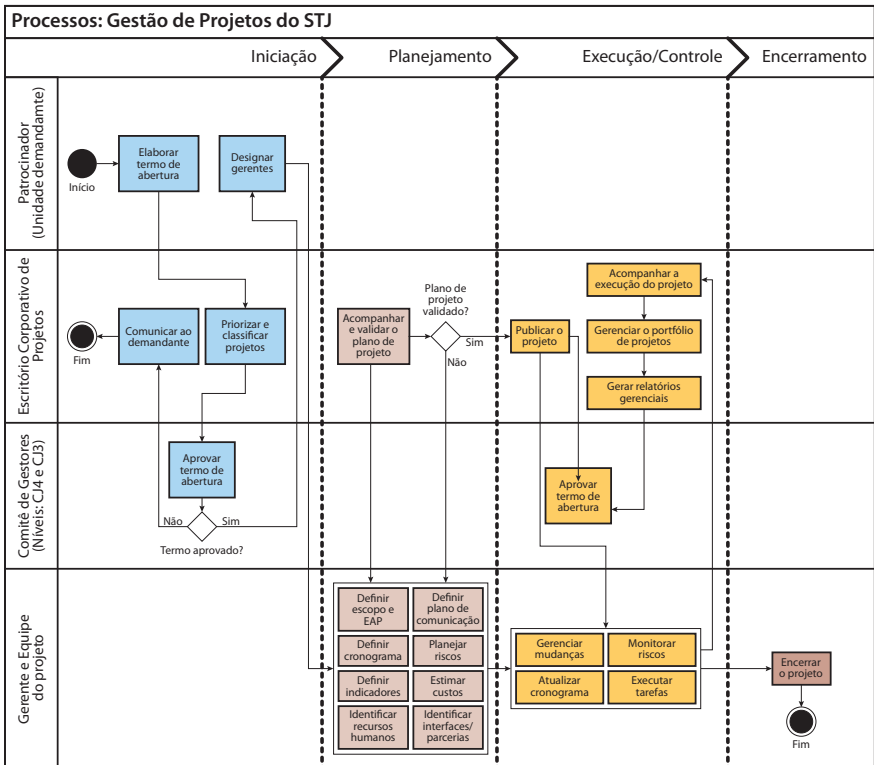 Processos: Gestão de Projetos do STJ
Iniciação
Planejamento
Execução/Controle
Encerramento
Patrocinador
(Unidade demandamte)
Início
Elaborar
termo de
abertura
Designar
gerentes
Escritório Corporativo de
Projetos
Fim
Comunicar ao
demandante
Priorizar e
classificar
projetos
Acompanhar
e validar o
plano de
projeto
Plano de
projeto
validado?
Sim
Não
Publicar o
projeto
Acompanhar a
execução do projeto
Gerenciar o portfólio
de projetos
Gerar relatórios
gerenciais
Comitê de Gestores
(Níveis: CJ4 e CJ3)
Aprovar
termo de
abertura
Não
Sim
Termo aprovado?
Aprovar
termo de
abertura
Gerente e Equipe
do projeto
Definir
escopo e
EAP
Definir
plano de
comunicação
Definir
cronograma
Planejar
riscos
Definir
indicadores
Estimar
custos
Identificar
recursos
humanos
Identificar
interfaces/
parcerias
Gerenciar
mudanças
Monitorar
riscos
Atualizar
cronograma
Executar
tarefas
Encerrar
o projeto
Fim